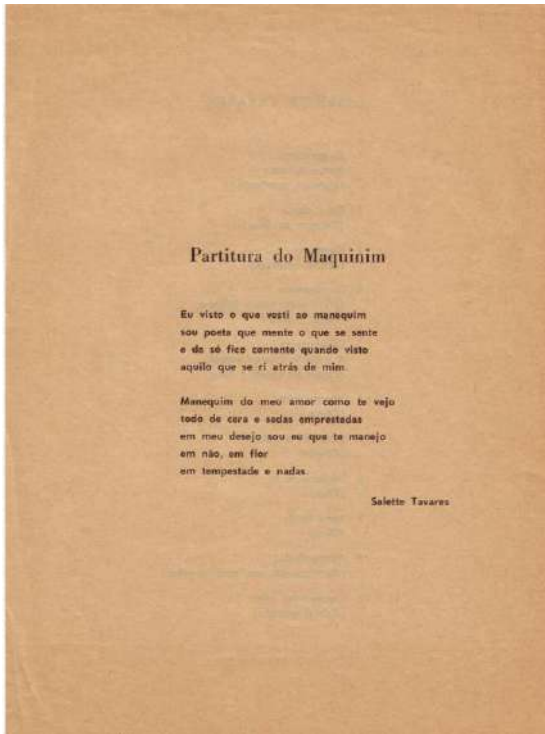 Partitura do Maquinim
Eu visto o que vesti ao manequim
sou poeta que mente o que se sente
e de só fico contente quando visto
aquilo que se ri atrás de mim.
Manequim do meu amor como te vejo
todo de cera e sedas emprestadas
em meu desejo sou eu que te manejo
em não, em flor
em tempestade e nadas.
Salette Tavares